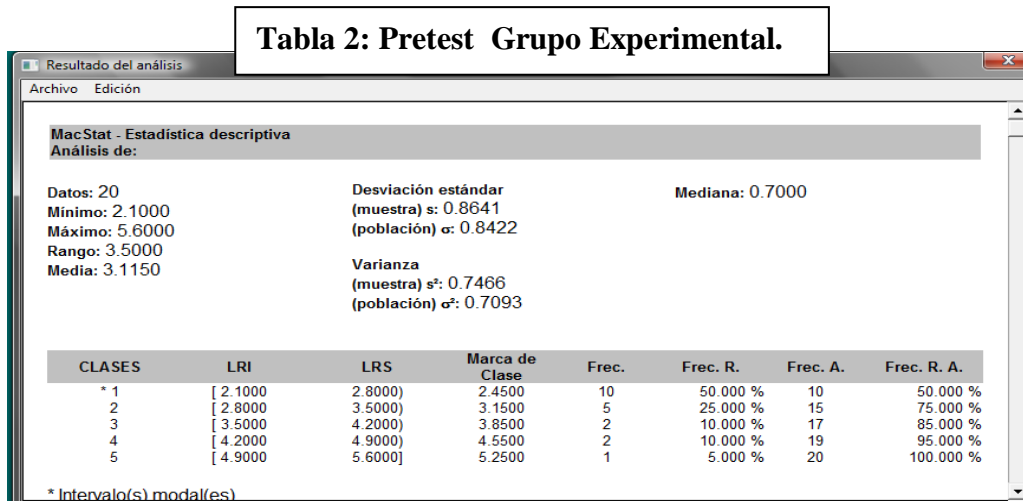 Tabla 2: Pretest Grupo Experimental.
Resultado del análisis
Archivo Edición
MacStat - Estadística descriptiva
Análisis de:
Datos: 20
Mínimo: 2.1000
Máximo: 5.6000
Rango: 3.5000
Media: 3.1150
Desviación estándar
(muestra) s: 0.8641
(población) σ: 0.8422
Varianza
(muestra) s²: 0.7466
(población) σ²: 0.7093
Mediana: 0.7000
CLASES LRI LRS Marca de Clase Frec. Frec. R. Frec. A. Frec. R. A.
* 1 [ 2.1000 2.8000) 2.4500 10 50.000 % 10 50.000 %
2 [ 2.8000 3.5000) 3.1500 5 25.000 % 15 75.000 %
3 [ 3.5000 4.2000) 3.8500 2 10.000 % 17 85.000 %
4 [ 4.2000 4.9000) 4.5500 2 10.000 % 19 95.000 %
5 [ 4.9000 5.6000] 5.2500 1 5.000 % 20 100.000 %
* Intervalo(s) modal(es)